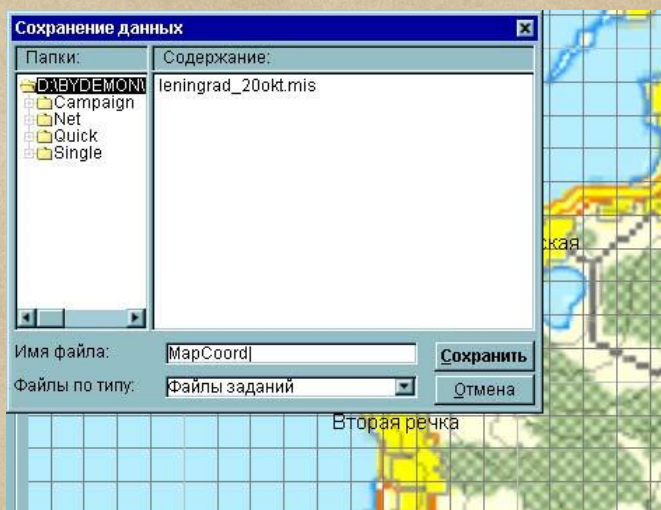 Сохранение данных
Папки:
Содержание:
D:\BYDEMON\
Campaign
Net
Quick
Single
leningrad_20okt.mis
Имя файла:
MapCoord
Сохранить
Файлы по типу:
Файлы заданий
Отмена
ская
Вторая речка